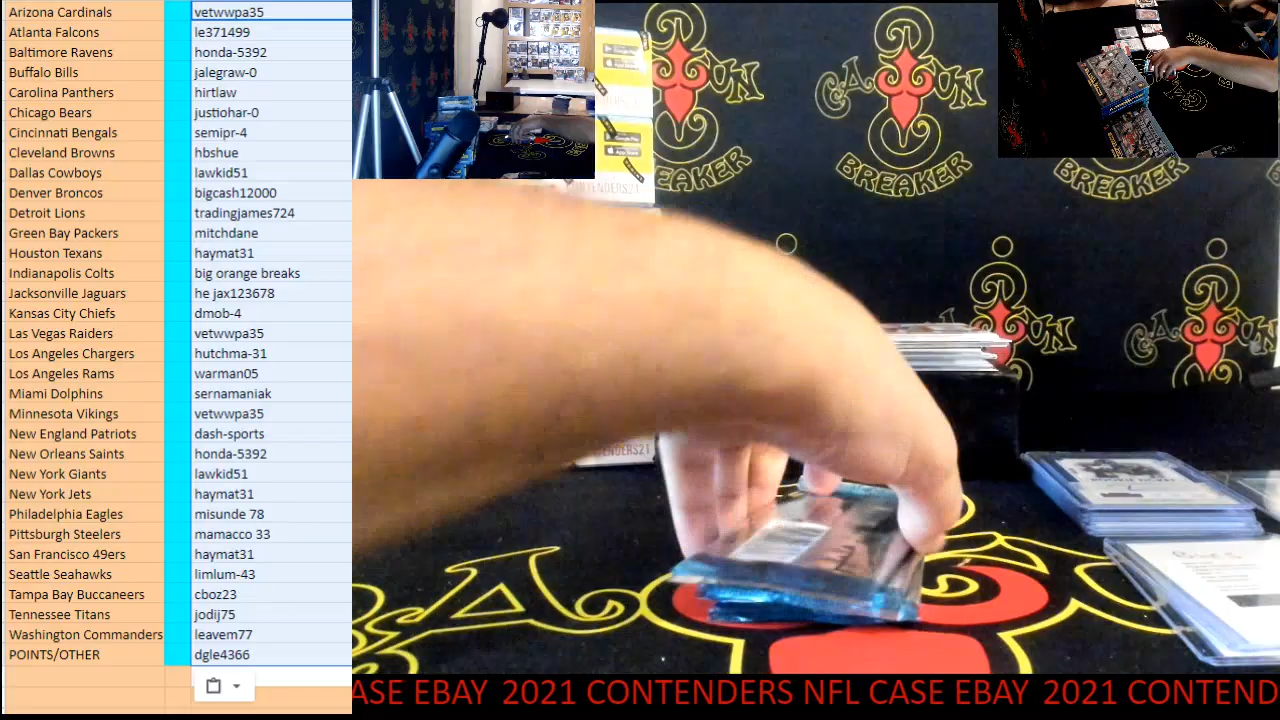 Arizona Cardinals vetwwpa35
Atlanta Falcons le371499
Baltimore Ravens honda-5392
Buffalo Bills jalegraw-0
Carolina Panthers hirtlaw
Chicago Bears justiohar-0
Cincinnati Bengals semipr-4
Cleveland Browns hbshue
Dallas Cowboys lawkid51
Denver Broncos bigcash12000
Detroit Lions tradingjames724
Green Bay Packers mitchdane
Houston Texans haymat31
Indianapolis Colts big orange breaks
Jacksonville Jaguars he jax123678
Kansas City Chiefs dmob-4
Las Vegas Raiders vetwwpa35
Los Angeles Chargers hutchma-31
Los Angeles Rams warman05
Miami Dolphins sernamaniak
Minnesota Vikings vetwwpa35
New England Patriots dash-sports
New Orleans Saints honda-5392
New York Giants lawkid51
New York Jets haymat31
Philadelphia Eagles misunde 78
Pittsburgh Steelers mamacco 33
San Francisco 49ers haymat31
Seattle Seahawks limlum-43
Tampa Bay Buccaneers cboz23
Tennessee Titans jodij75
Washington Commanders leavem77
POINTS/OTHER dgle4366
BREAKER
BREAKER
BREAKER
ASE EBAY 2021 CONTENDERS NFL CASE EBAY 2021 CONTEND